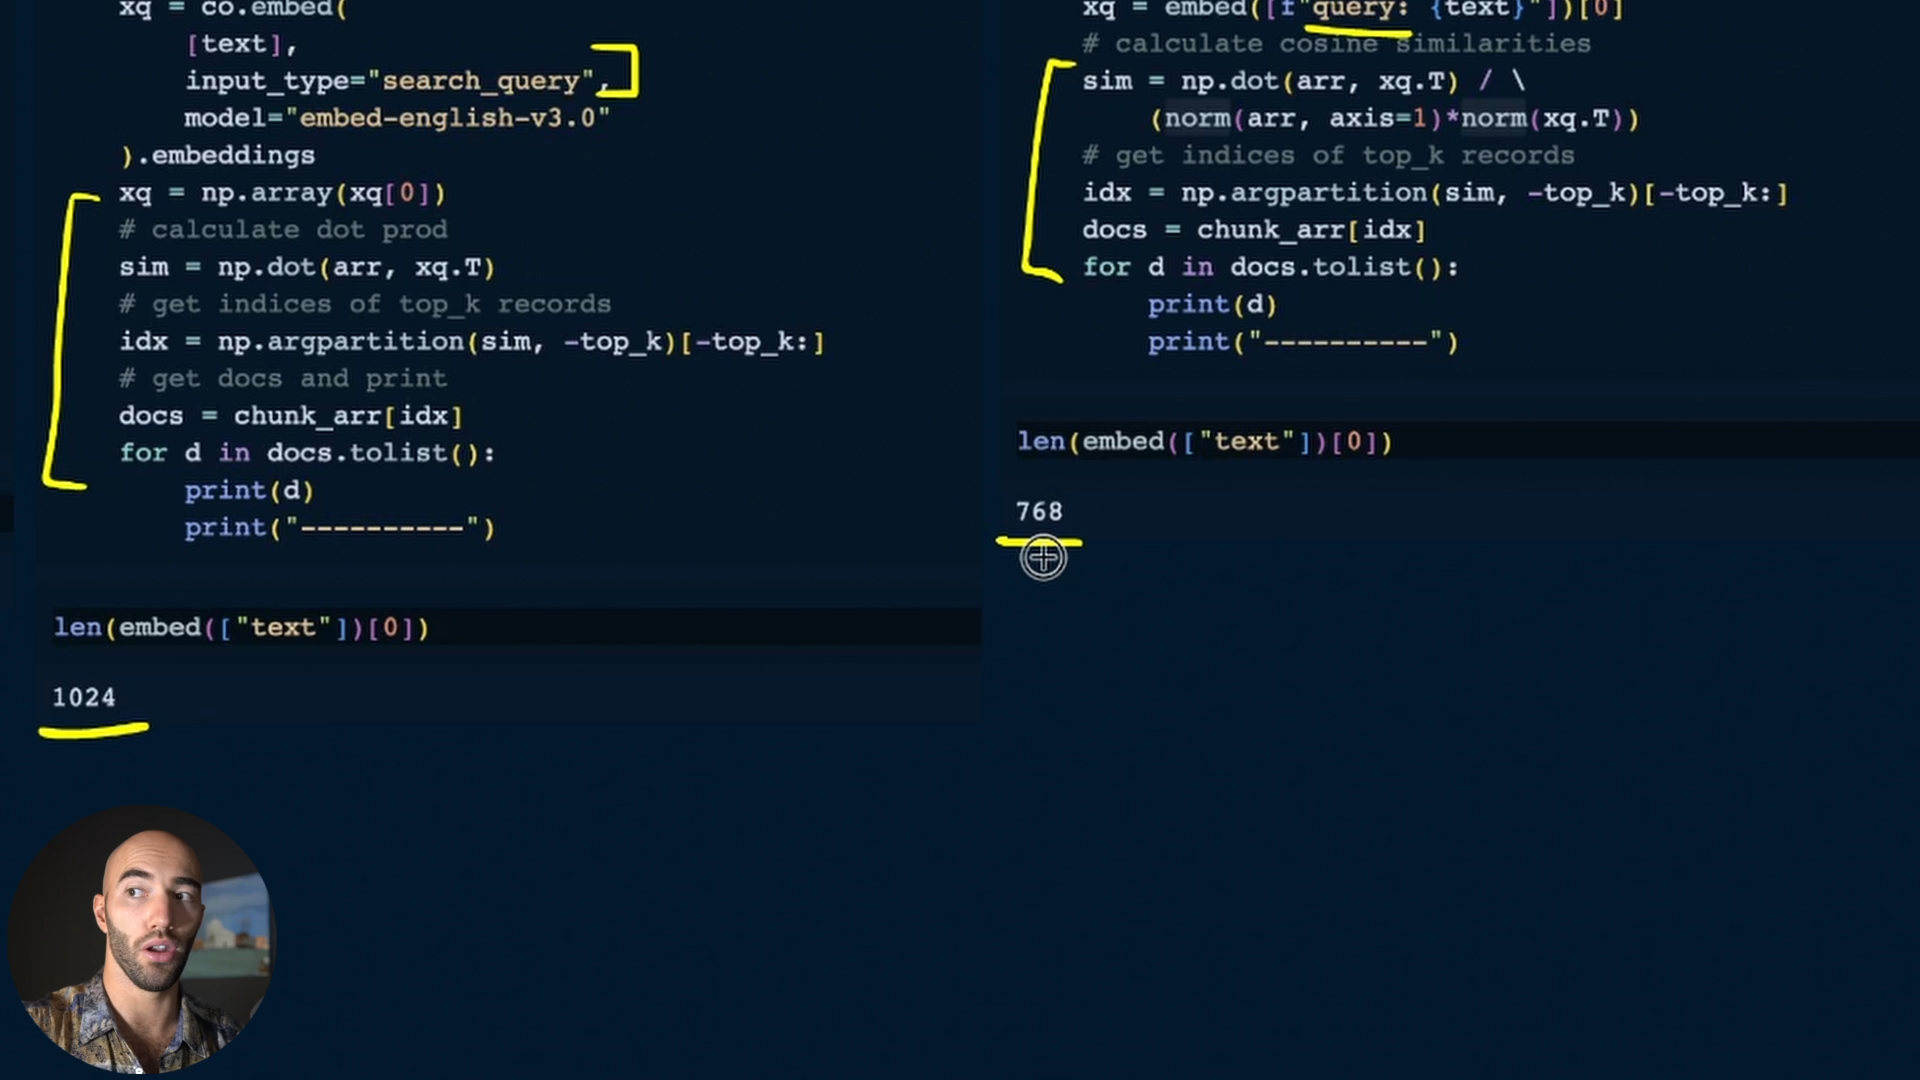 xq = co.embed(
[text],
input_type="search_query",
model="embed-english-v3.0"
).embeddings
xq = np.array(xq[0])
# calculate dot prod
sim = np.dot(arr, xq.T)
# get indices of top_k records
idx = np.argpartition(sim, -top_k)[-top_k:]
# get docs and print
docs = chunk_arr[idx]
for d in docs.tolist():
print(d)
print("----------")
len(embed(["text"])[0])
1024
xq = embed([f"query: {text}"])[0]
# calculate cosine similarities
sim = np.dot(arr, xq.T) / \
(norm(arr, axis=1)*norm(xq.T))
# get indices of top_k records
idx = np.argpartition(sim, -top_k)[-top_k:]
docs = chunk_arr[idx]
for d in docs.tolist():
print(d)
print("----------")
len(embed(["text"])[0])
768